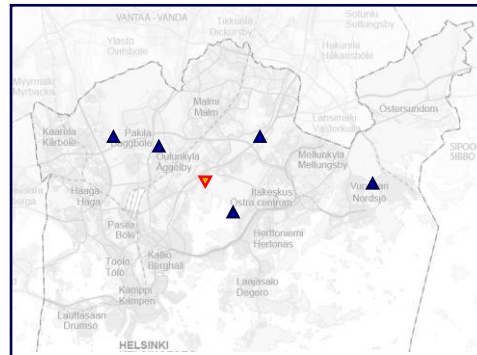 VANTAA - VANDA
Tikkurila
Dickursby
Sotunki
Sottungsby
Ylästö
Övitsböle
Hakunila
Håkansböle
Myyrmäki
Myrbacka
Malmi
Malm
Länsimäki
Västerkulla
Östersundom
Kaarela
Kårböle
Pakila
Baggböle
Oulunkylä
Åggelby
Mellunkylä
Mellungsby
SIPOO
SIBBO
Haaga
Haga
Itäkeskus
Östra centrum
Vuosaari
Nordsjö
Pasila
Böle
Herttoniemi
Hertonäs
Kallio
Berghäll
Töölö
Tölö
Kamppi
Kampen
Laajasalo
Degerö
Lauttasaari
Drumsö
HELSINKI